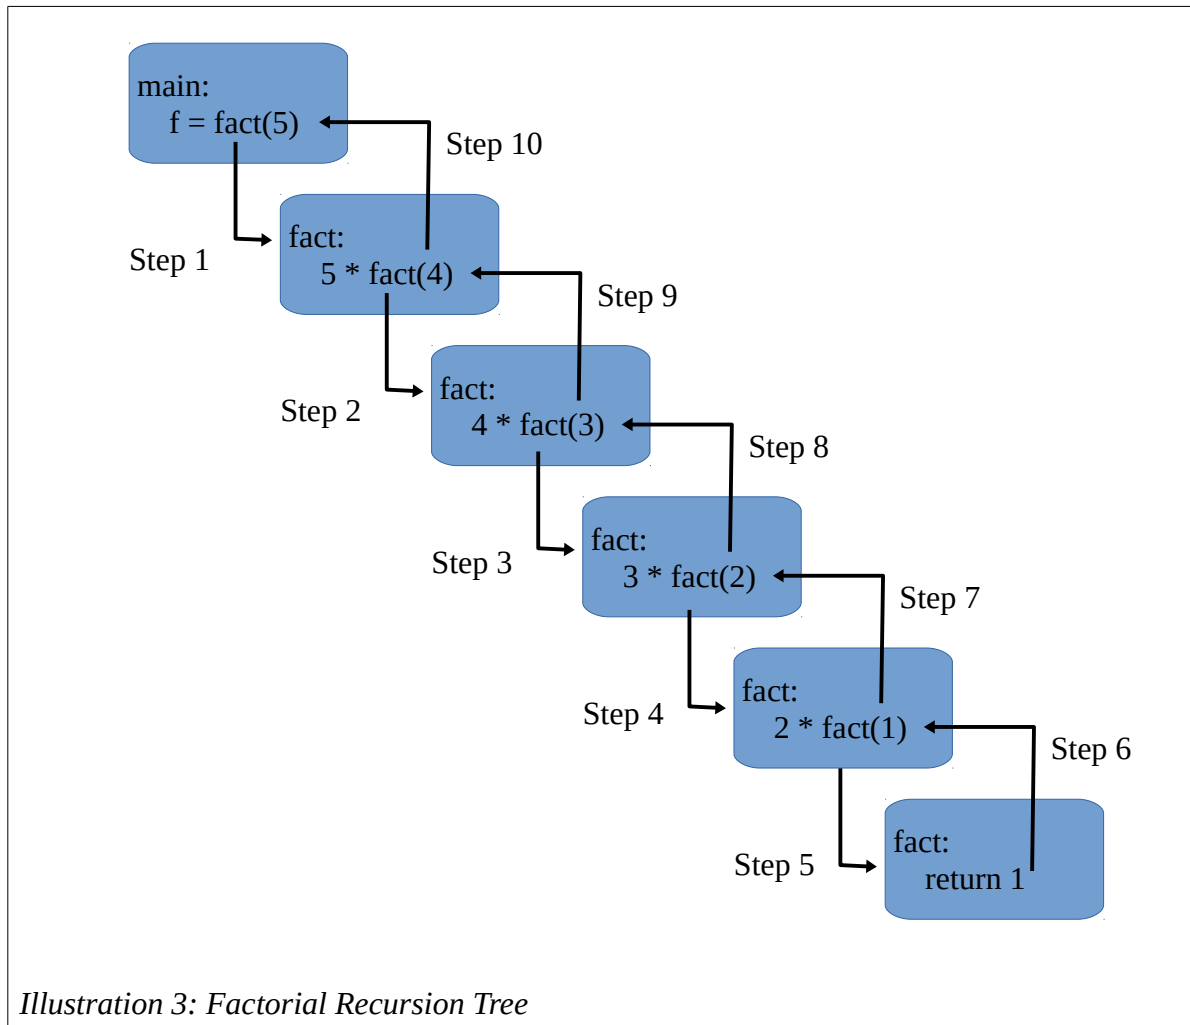 main:
f = fact(5)
Step 10
Step 1
fact:
5 * fact(4)
Step 9
Step 2
fact:
4 * fact(3)
Step 8
Step 3
fact:
3 * fact(2)
Step 7
Step 4
fact:
2 * fact(1)
Step 6
Step 5
fact:
return 1
Illustration 3: Factorial Recursion Tree